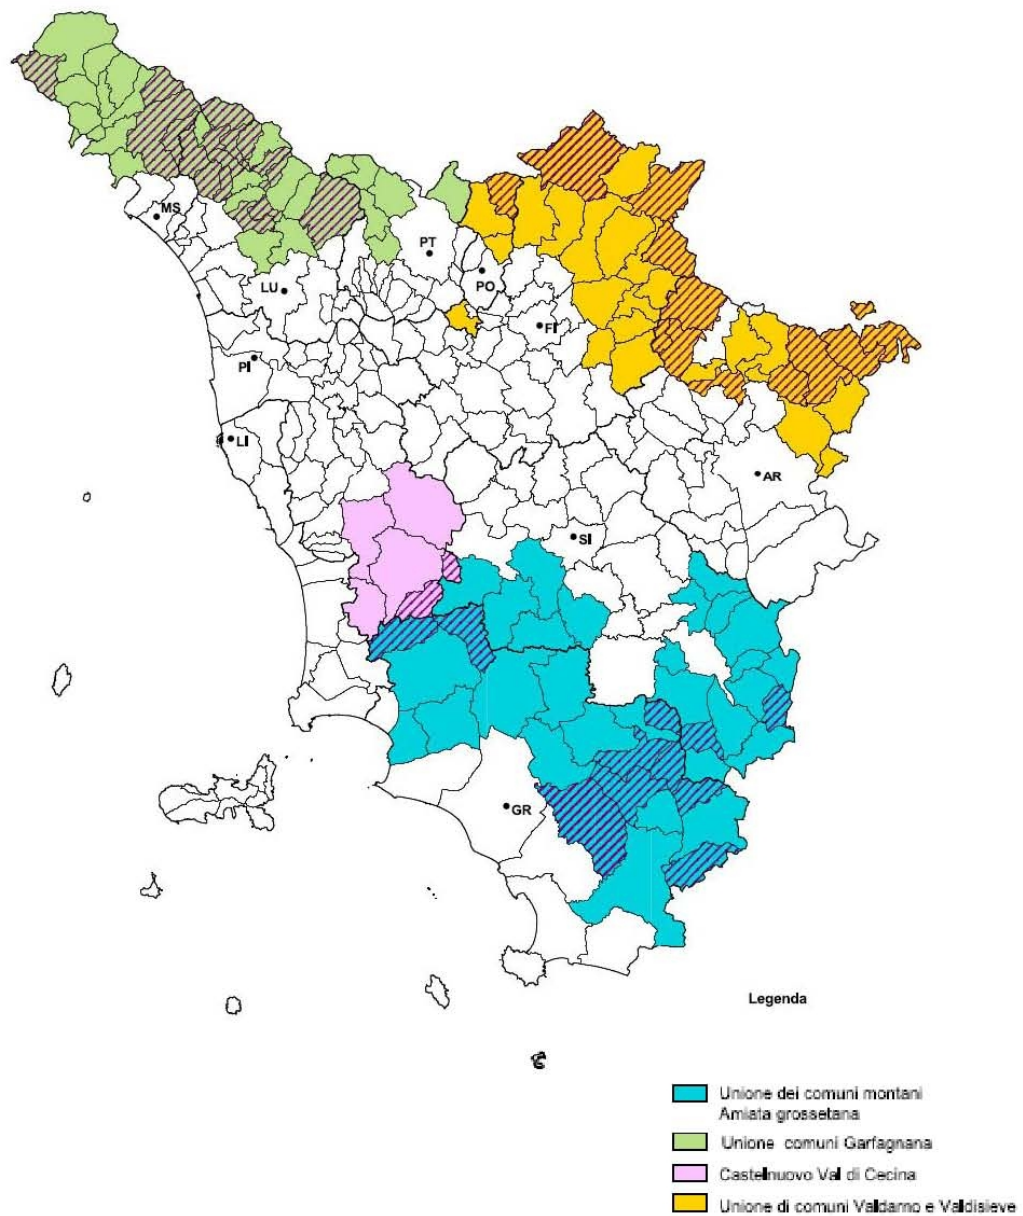 MS
PT
PO
LU
FI
PI
LI
AR
SI
GR
Legenda
Unione dei comuni montani
Amiata grossetana
Unione comuni Garfagnana
Castelnuovo Val di Cecina
Unione di comuni Valdarno e Valdisieve